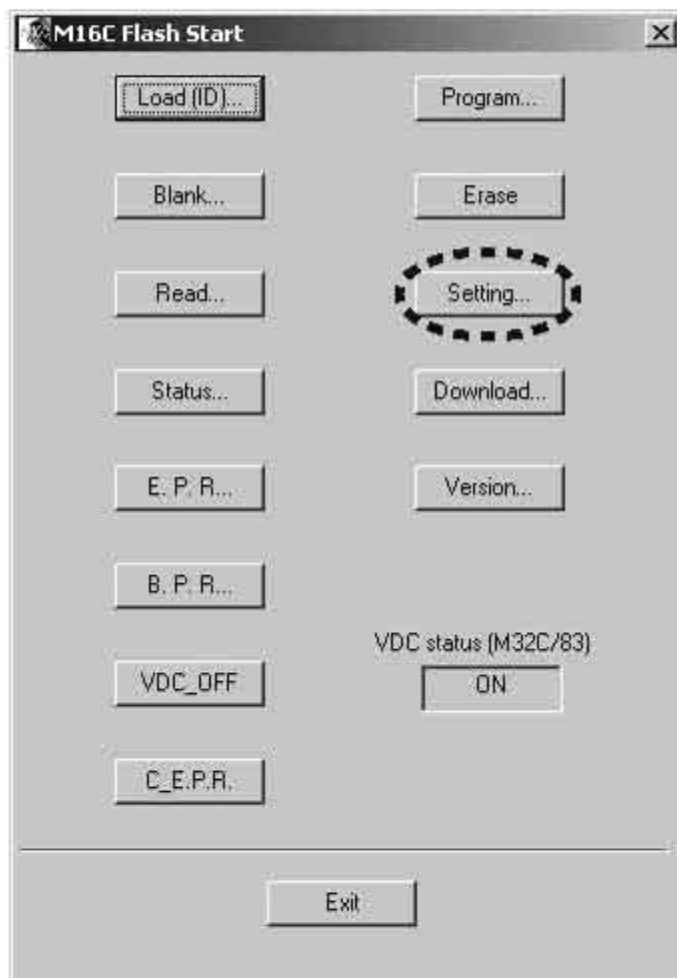 M16C Flash Start
Load (ID)...
Program...
Blank...
Erase
Read...
Setting...
Status...
Download...
E. P. R...
Version...
B. P. R...
VDC status (M32C/83)
VDC_OFF
ON
C_E.P.R.
Exit